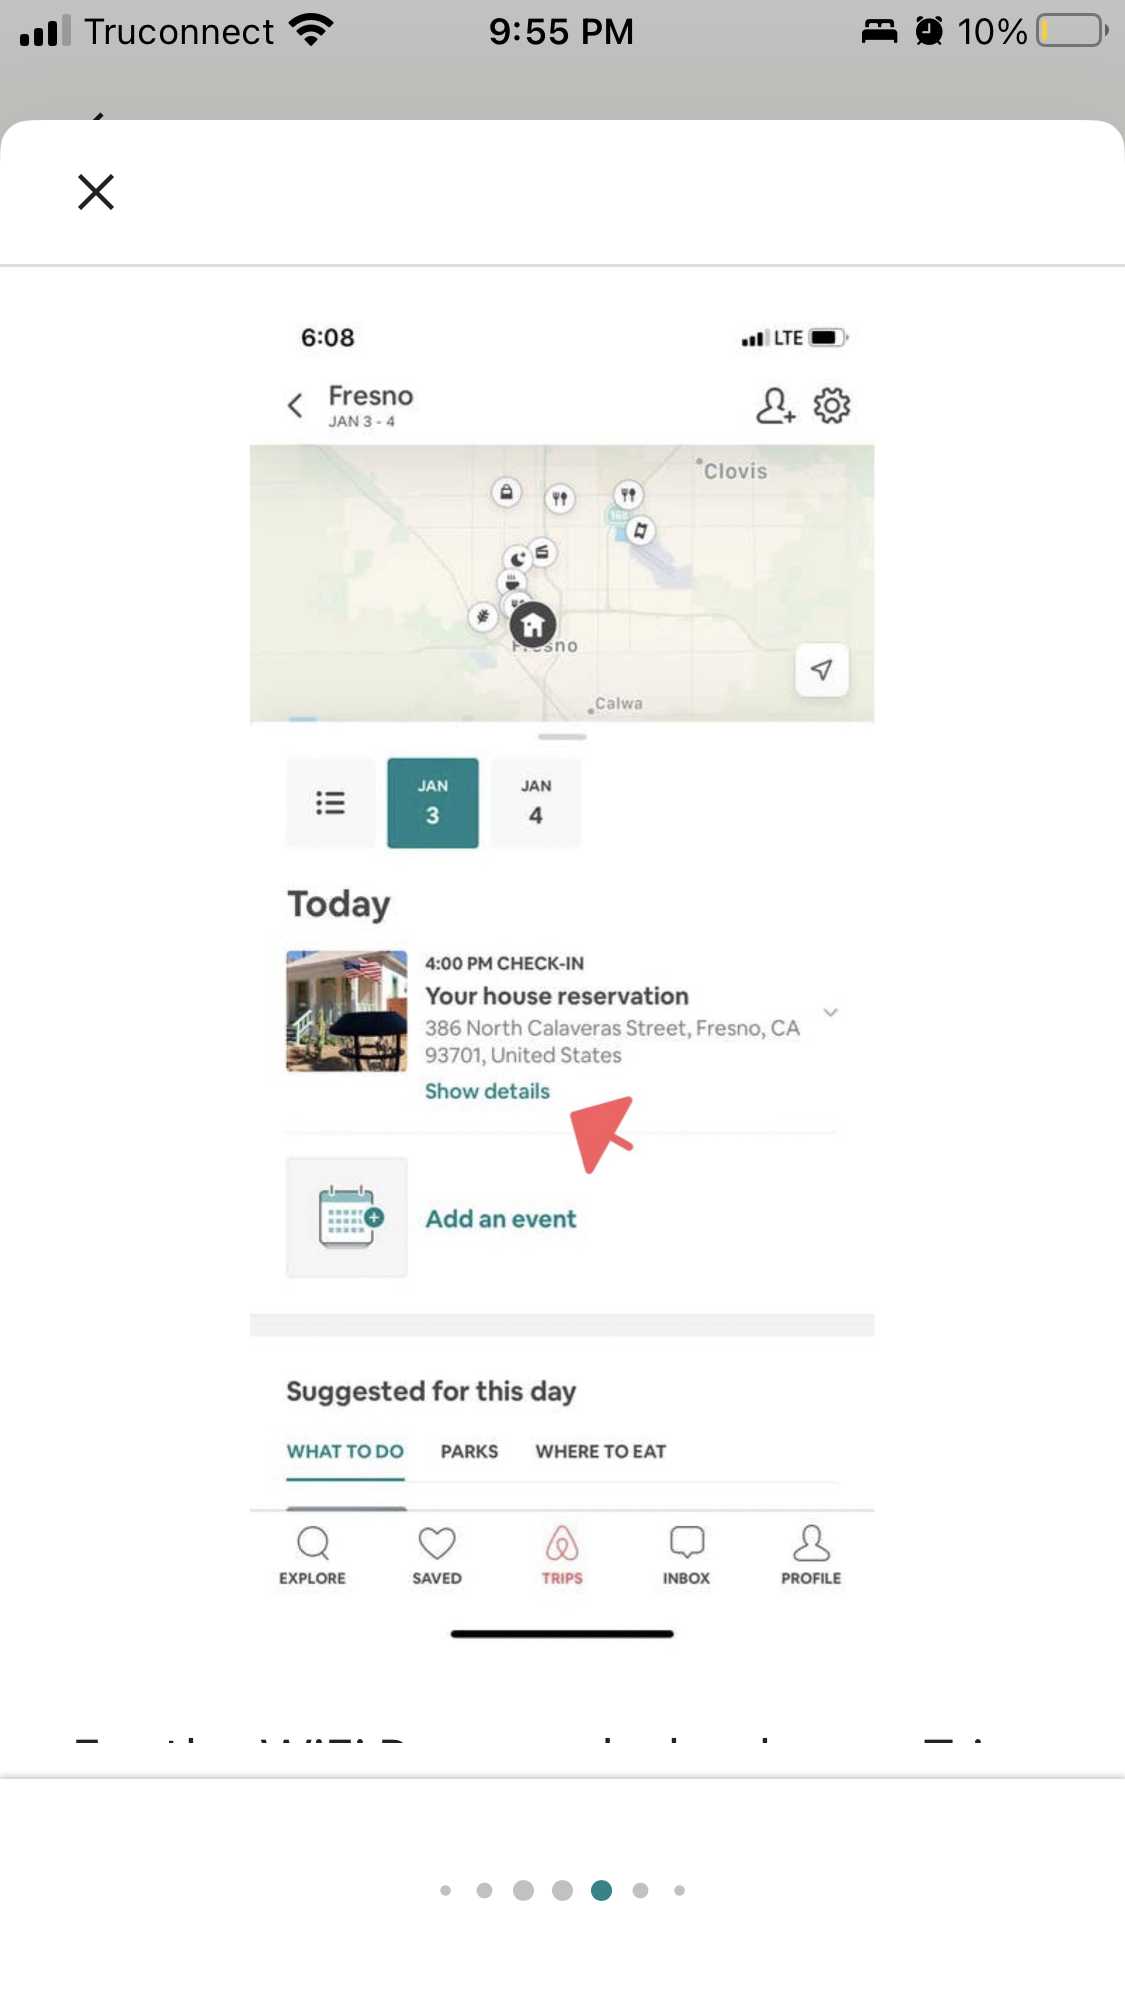 Truconnect 9:55 PM 10%
6:08 LTE
Fresno
JAN 3 - 4
Clovis
168
Fresno
Calwa
JAN JAN
3 4
Today
4:00 PM CHECK-IN
Your house reservation
386 North Calaveras Street, Fresno, CA
93701, United States
Show details
Add an event
Suggested for this day
WHAT TO DO PARKS WHERE TO EAT
EXPLORE SAVED TRIPS INBOX PROFILE